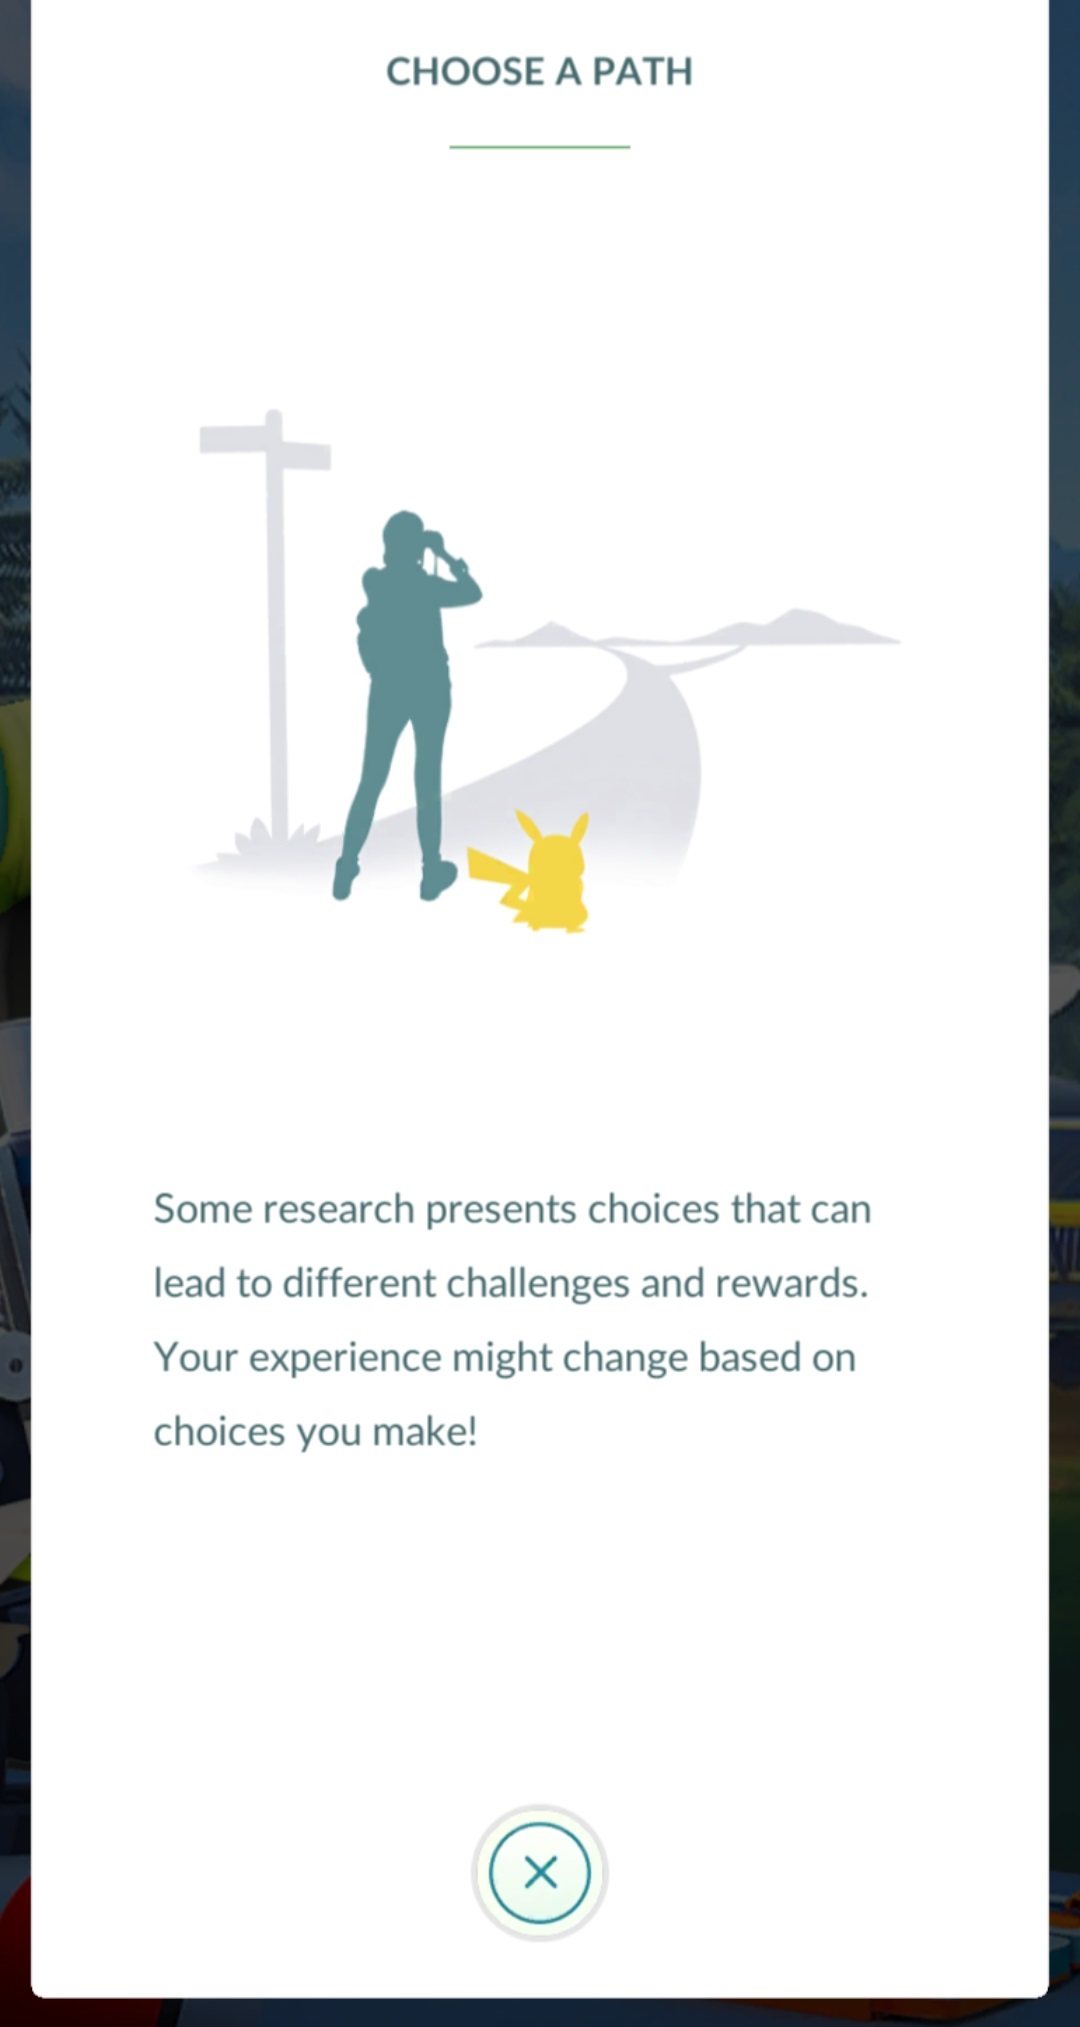 CHOOSE A PATH
Some research presents choices that can
lead to different challenges and rewards.
Your experience might change based on
choices you make!